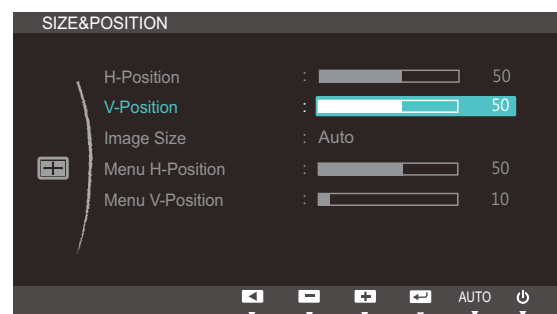 SIZE&POSITION
H-Position : 50
V-Position : 50
Image Size : Auto
Menu H-Position : 50
Menu V-Position : 10
AUTO